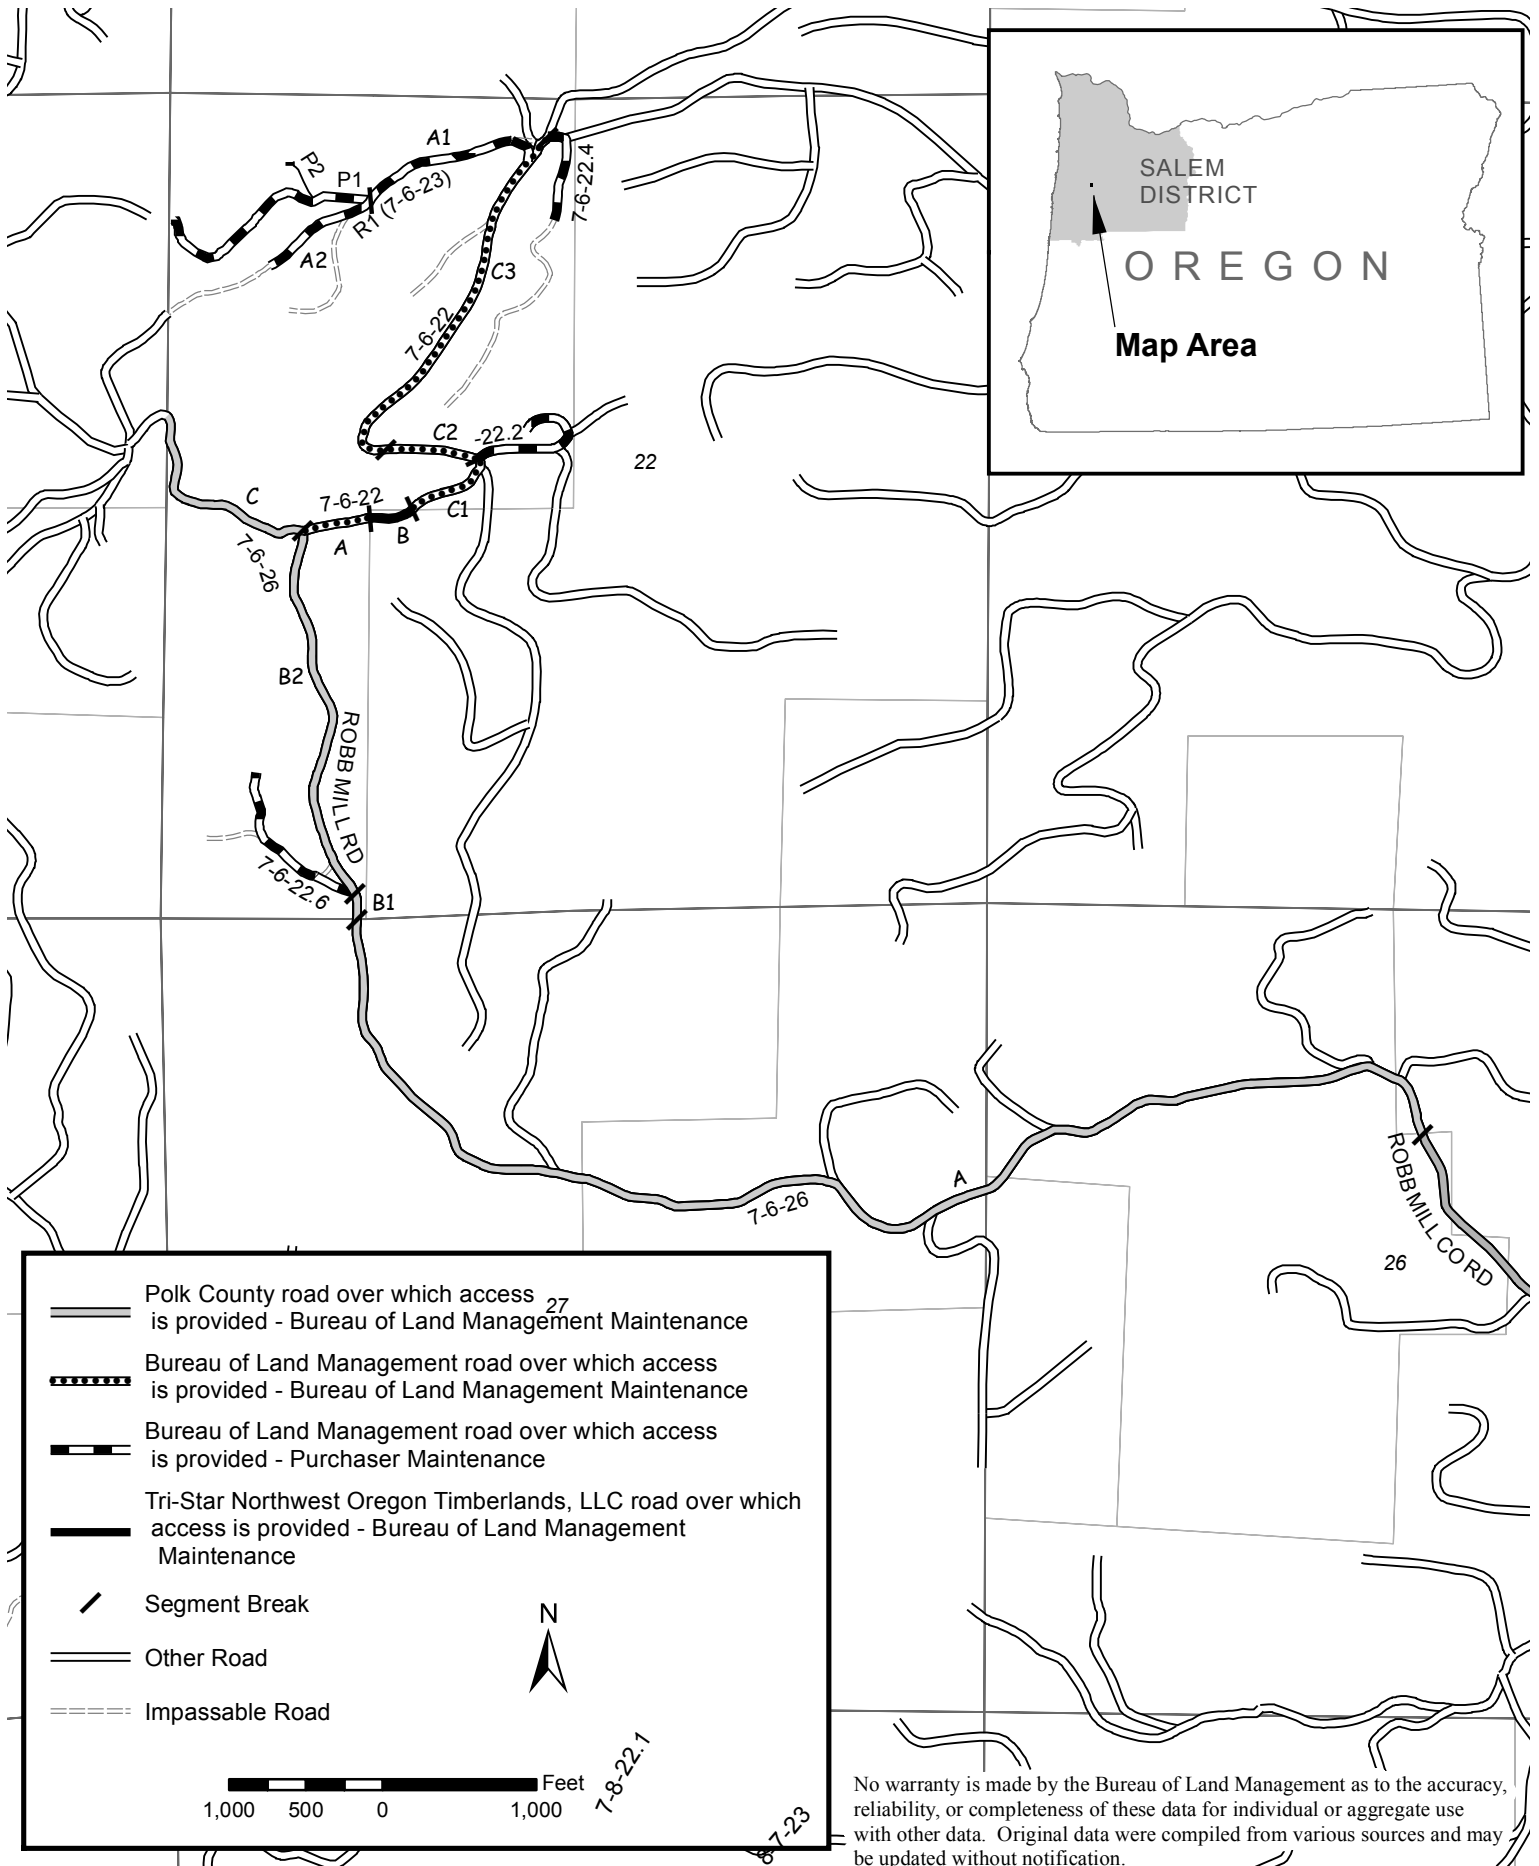 A1
P2
P1
R1 (7-6-23)
A2
7-6-22.4
C3
7-6-22
C2
-22.2
22
C
7-6-22
C1
A
B
7-6-26
B2
ROBB MILL RD
7-6-22.6
B1
A
7-6-26
ROBB MILL CO RD
26
SALEM
DISTRICT
OREGON
Map Area
Polk County road over which access
is provided - Bureau of Land Management Maintenance
27
Bureau of Land Management road over which access
is provided - Bureau of Land Management Maintenance
Bureau of Land Management road over which access
is provided - Purchaser Maintenance
Tri-Star Northwest Oregon Timberlands, LLC road over which
access is provided - Bureau of Land Management
Maintenance
Segment Break
Other Road
Impassable Road
N
Feet
1,000 500 0 1,000
7-8-22.1
8-7-23
No warranty is made by the Bureau of Land Management as to the accuracy,
reliability, or completeness of these data for individual or aggregate use
with other data. Original data were compiled from various sources and may
be updated without notification.